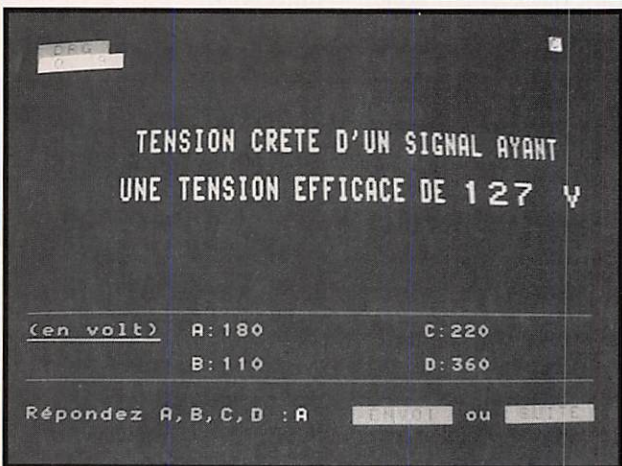 ORG
TENSION CRETE D'UN SIGNAL AYANT
UNE TENSION EFFICACE DE 127 V
(en volt) A:180 C:220
B:110 D:360
Répondez A,B,C,D :A ENVOI ou SUITE